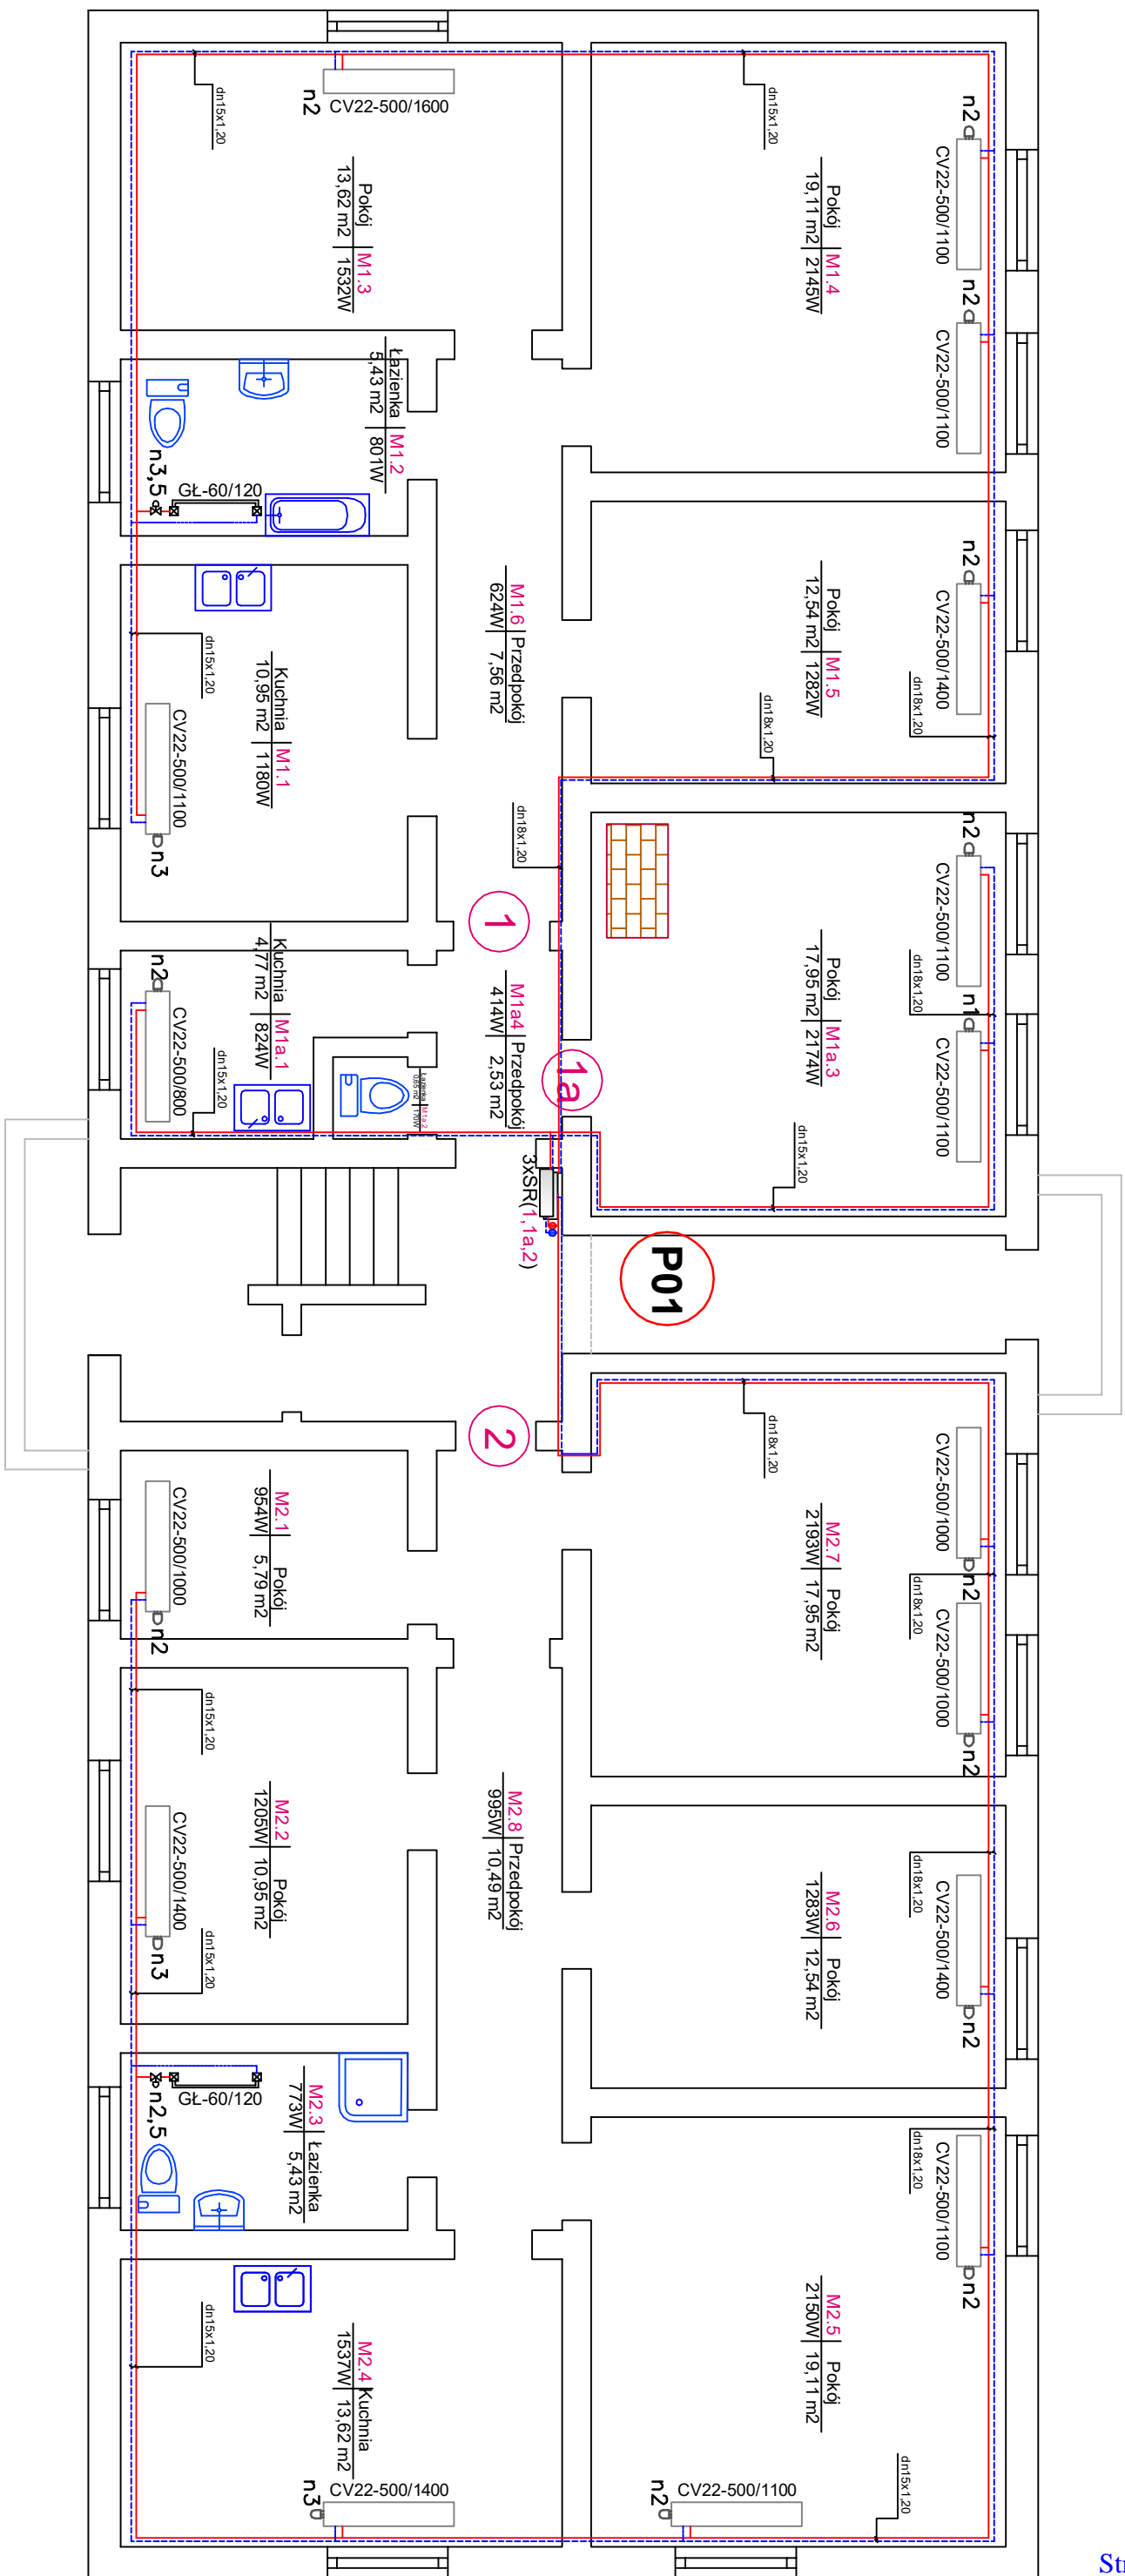 CV22-500/1600
n2
dn15x1,20
Pokój M1.3
13,62 m2 1532W
dn15x1,20
Pokój M1.4
19,11 m2 2145W
n2
CV22-500/1100
n2
CV22-500/1100
Łazienka M1.2
5,43 m2 801W
n3,5
GŁ-60/120
M1.6 Przedpokój
624W 7,56 m2
Pokój M1.5
12,54 m2 1282W
n2
CV22-500/1400
dn18x1,20
dn18x1,20
dn15x1,20
Kuchnia M1.1
10,95 m2 1180W
CV22-500/1100
n3
dn18x1,20
1
n2
CV22-500/1100
Pokój M1a.3
17,95 m2 2174W
dn18x1,20
n1
CV22-500/1100
Kuchnia M1a.1
4,77 m2 824W
n2
CV22-500/800
dn15x1,20
M1a4 Przedpokój
414W 2,53 m2
Łazienka M1a.2
0,65 m2 170W
1a
dn15x1,20
3xSR(1,1a,2)
P01
2
dn18x1,20
CV22-500/1000
n2
M2.1 Pokój
954W 5,79 m2
CV22-500/1000
n2
M2.7 Pokój
2193W 17,95 m2
dn18x1,20
CV22-500/1000
n2
dn15x1,20
M2.2 Pokój
1205W 10,95 m2
CV22-500/1400
n3
dn15x1,20
M2.8 Przedpokój
995W 10,49 m2
M2.6 Pokój
1283W 12,54 m2
dn18x1,20
CV22-500/1400
n2
GŁ-60/120
n2,5
M2.3 Łazienka
773W 5,43 m2
dn18x1,20
CV22-500/1100
n2
M2.5 Pokój
2150W 19,11 m2
dn15x1,20
M2.4 Kuchnia
1537W 13,62 m2
CV22-500/1400
n3
CV22-500/1100
n2
dn15x1,20
Str